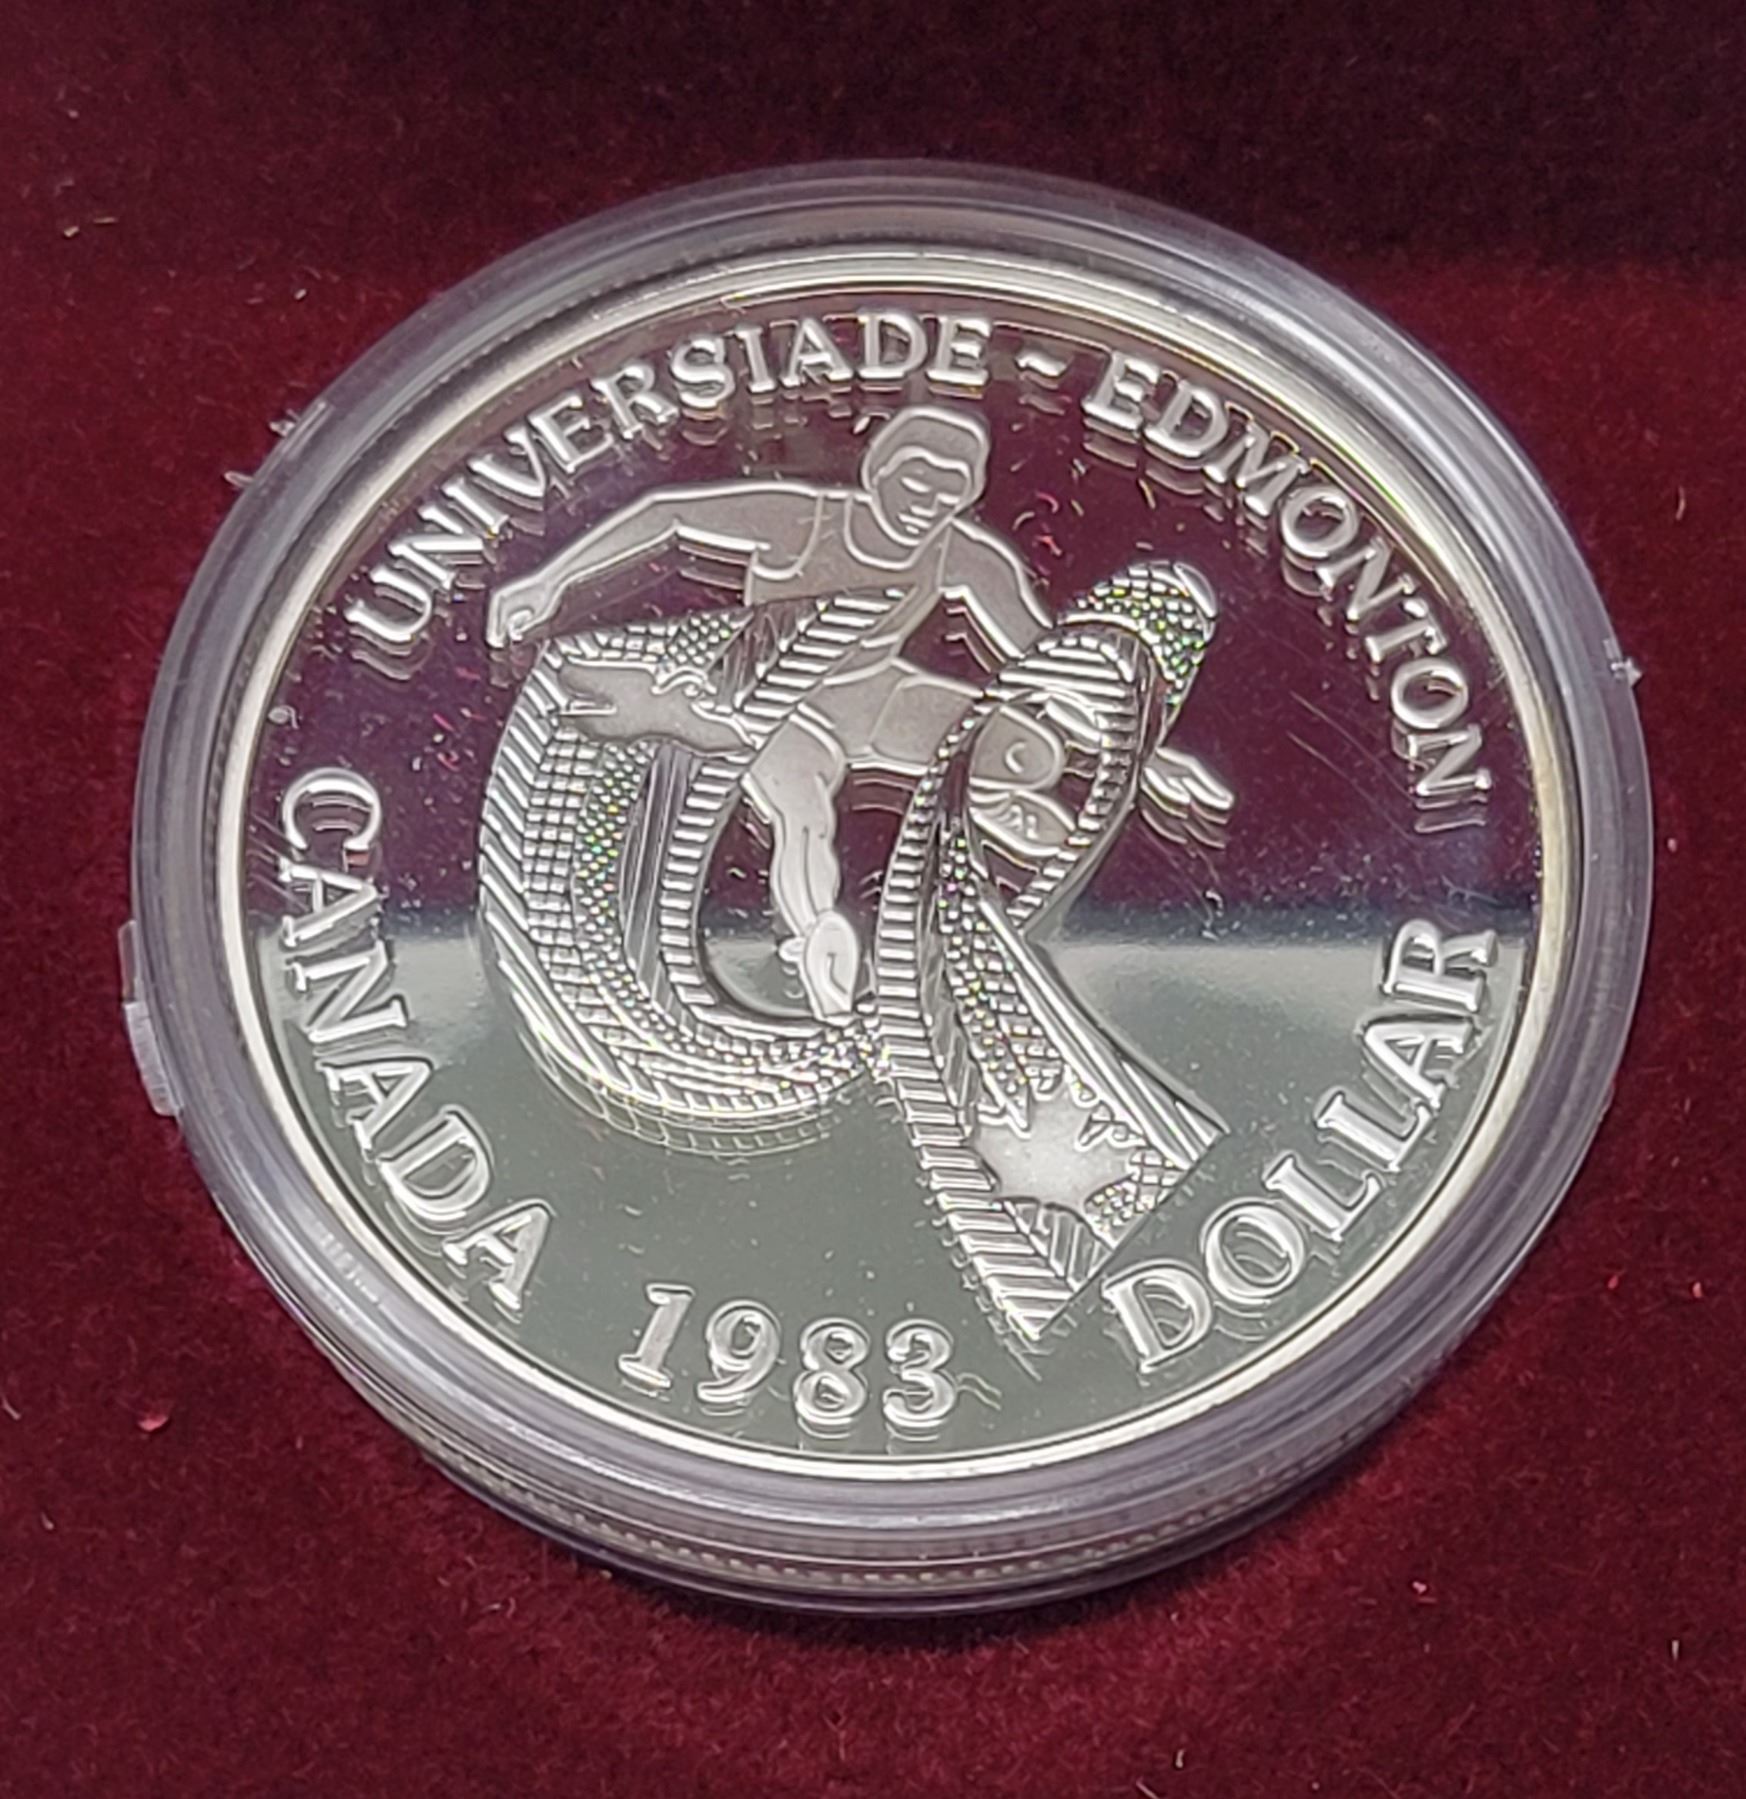 UNIVERSIADE ~ EDMONTON
CANADA 1983 DOLLAR